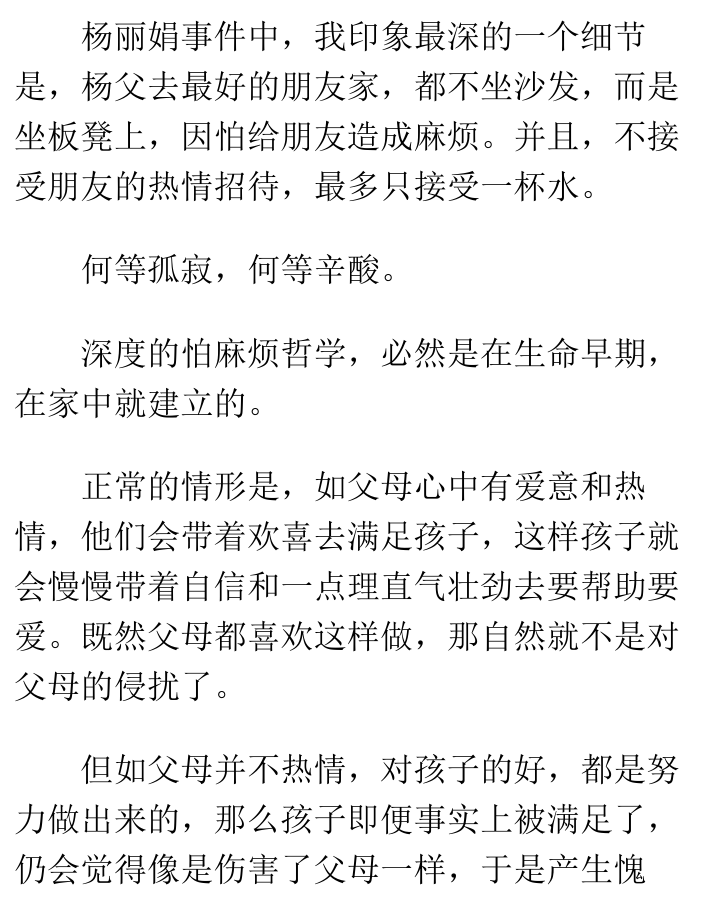 杨丽娟事件中，我印象最深的一个细节
是，杨父去最好的朋友家，都不坐沙发，而是
坐板凳上，因怕给朋友造成麻烦。并且，不接
受朋友的热情招待，最多只接受一杯水。
何等孤寂，何等辛酸。
深度的怕麻烦哲学，必然是在生命早期，
在家中就建立的。
正常的情形是，如父母心中有爱意和热
情，他们会带着欢喜去满足孩子，这样孩子就
会慢慢带着自信和一点理直气壮劲去要帮助要
爱。既然父母都喜欢这样做，那自然就不是对
父母的侵扰了。
但如父母并不热情，对孩子的好，都是努
力做出来的，那么孩子即便事实上被满足了，
仍会觉得像是伤害了父母一样，于是产生愧